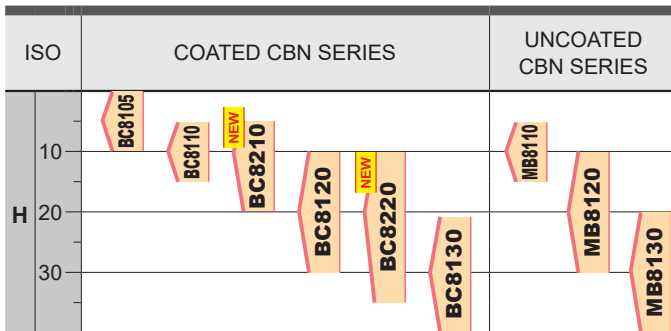 ISO
COATED CBN SERIES
UNCOATED
CBN SERIES
H
10
20
30
BC8105
BC8110
NEW
BC8210
BC8120
NEW
BC8220
BC8130
MB8110
MB8120
MB8130